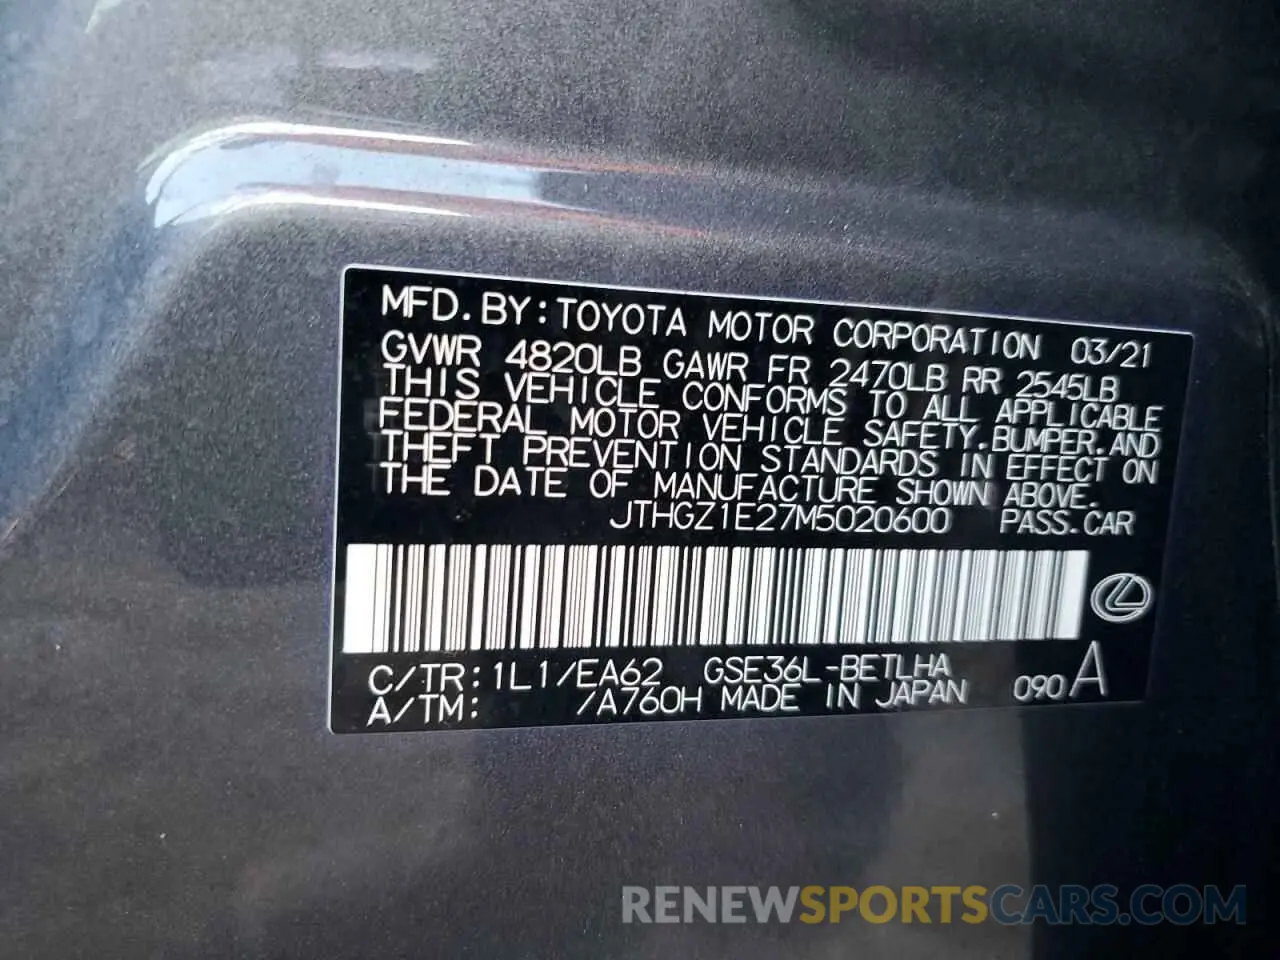 MFD.BY:TOYOTA MOTOR CORPORATION 03/21
GVWR 4820LB GAWR FR 2470LB RR 2545LB
THIS VEHICLE CONFORMS TO ALL APPLICABLE
FEDERAL MOTOR VEHICLE SAFETY.BUMPER.AND
THEFT PREVENTION STANDARDS IN EFFECT ON
THE DATE OF MANUFACTURE SHOWN ABOVE.
JTHGZ1E27M5020600 PASS.CAR
C/TR:1L1/EA62 GSE36L-BETLHA
A/TM: /A760H MADE IN JAPAN 090 A
RENEWSPORTSCARS.COM